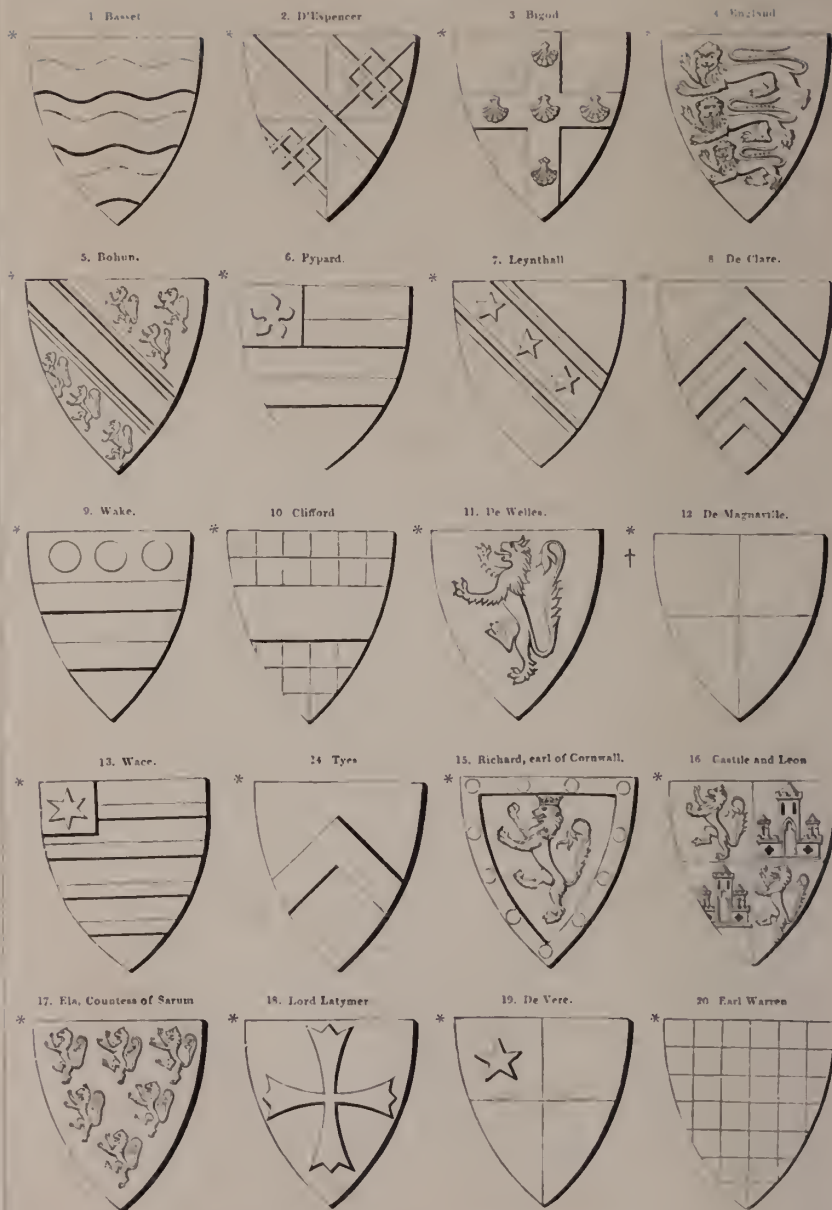 1 Basset
2. D'Espencer
3 Bigod
4 England
5. Bohun.
6. Pypard.
7. Leynthall
8 De Clare.
9. Wake.
10 Clifford
11. De Welles.
12 De Magnaville.
13. Wace.
14 Tyes
15. Richard, earl of Cornwall.
16 Castile and Leon
17. Ela, Countess of Sarum
18. Lord Latymer
19. De Vere.
20 Earl Warren